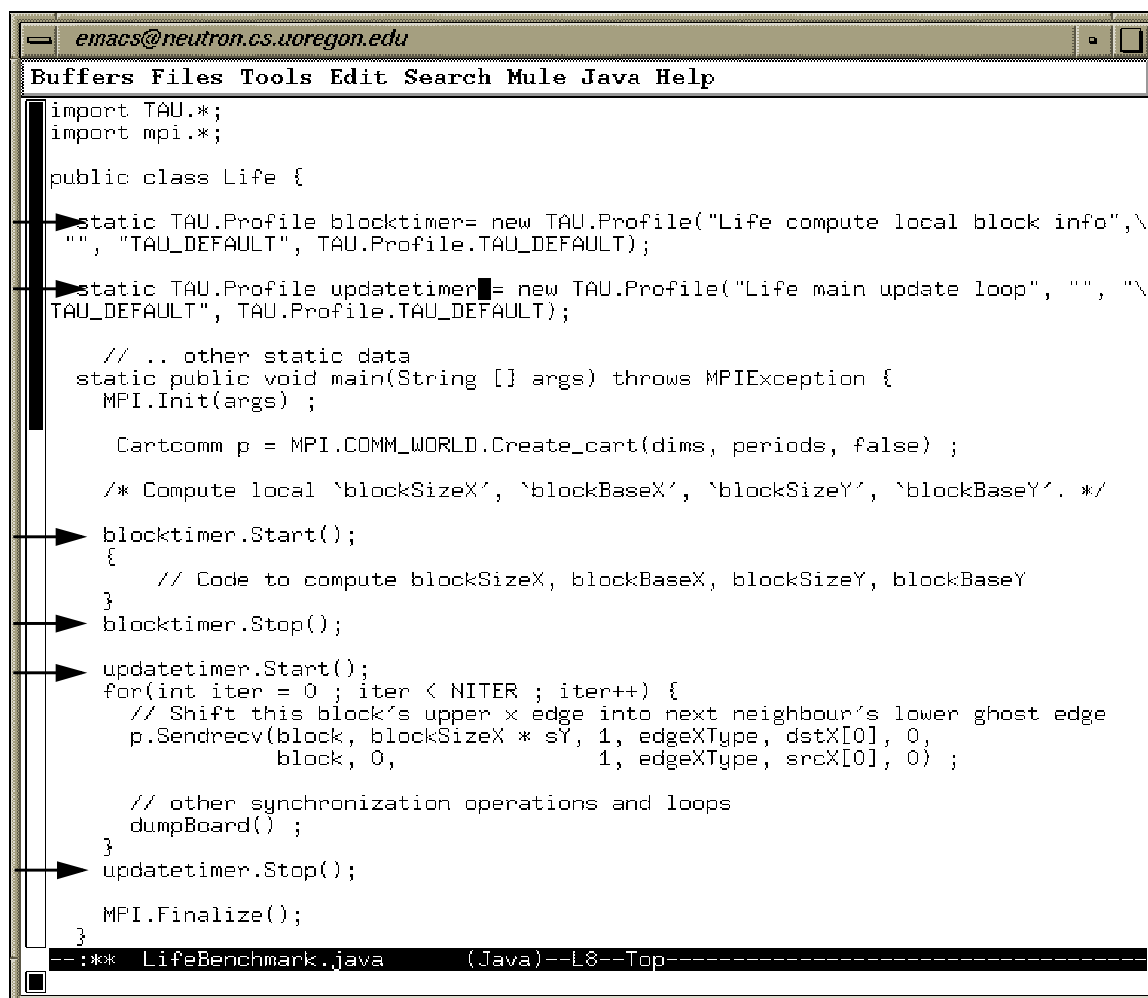 emacs@neutron.cs.uoregon.edu
Buffers Files Tools Edit Search Mule Java Help
import TAU.*;
import mpi.*;
public class Life {
static TAU.Profile blocktimer= new TAU.Profile("Life compute local block info",\
"", "TAU_DEFAULT", TAU.Profile.TAU_DEFAULT);
static TAU.Profile updatetimer = new TAU.Profile("Life main update loop", "", "\
TAU_DEFAULT", TAU.Profile.TAU_DEFAULT);
// .. other static data
static public void main(String [] args) throws MPIException {
MPI.Init(args) ;
Cartcomm p = MPI.COMM_WORLD.Create_cart(dims, periods, false) ;
/* Compute local `blockSizeX', `blockBaseX', `blockSizeY', `blockBaseY'. */
blocktimer.Start();
{
// Code to compute blockSizeX, blockBaseX, blockSizeY, blockBaseY
}
blocktimer.Stop();
updatetimer.Start();
for(int iter = 0 ; iter < NITER ; iter++) {
// Shift this block's upper x edge into next neighbour's lower ghost edge
p.Sendrecv(block, blockSizeX * sY, 1, edgeXType, dstX[0], 0,
block, 0, 1, edgeXType, srcX[0], 0) ;
// other synchronization operations and loops
dumpBoard() ;
}
updatetimer.Stop();
MPI.Finalize();
}
--:** LifeBenchmark.java (Java)--L8--Top------------------------------------